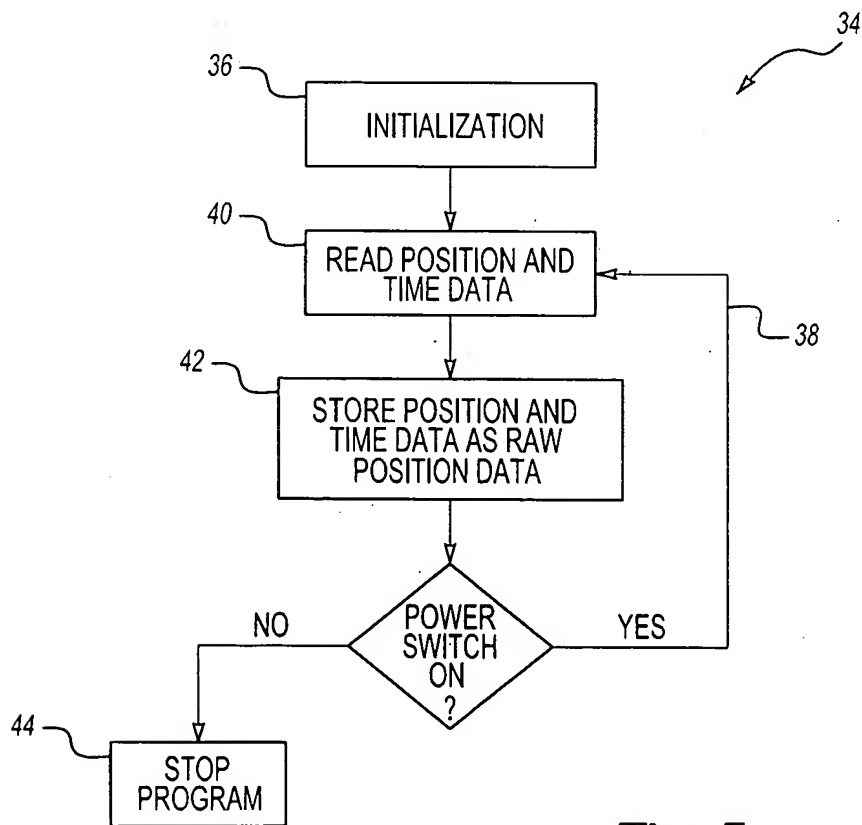 34
36
INITIALIZATION
40
READ POSITION AND
TIME DATA
38
42
STORE POSITION AND
TIME DATA AS RAW
POSITION DATA
POWER
SWITCH
ON
?
NO
YES
44
STOP
PROGRAM